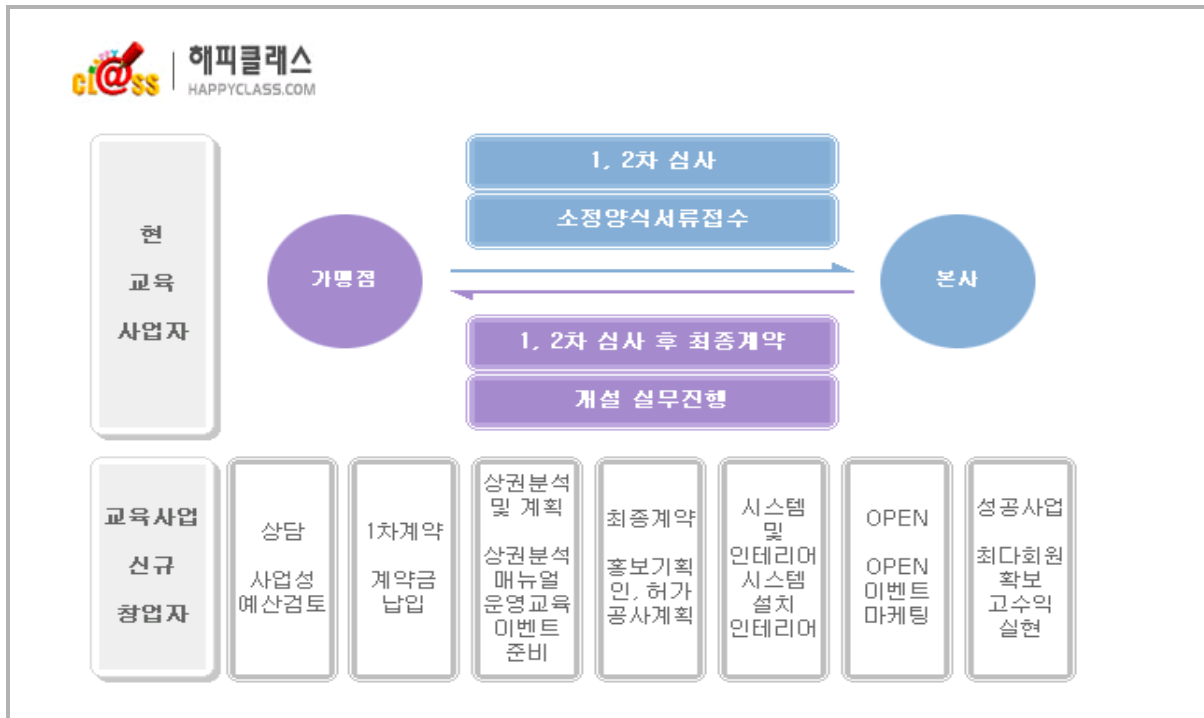 cl@ss
해피클래스
HAPPYCLASS.COM
현
교육
사업자
가맹점
1, 2차 심사
소정양식서류접수
1, 2차 심사 후 최종계약
개설 실무진행
본사
교육사업
신규
창업자
상담
사업성
예산검토
1차계약
계약금
납입
상권분석
및 계획
상권분석
매뉴얼
운영교육
이벤트
준비
최종계약
홍보기획
인, 허가
공사계획
시스템
및
인테리어
시스템
설치
인테리어
OPEN
OPEN
이벤트
마케팅
성공사업
최다회원
확보
고수익
실현